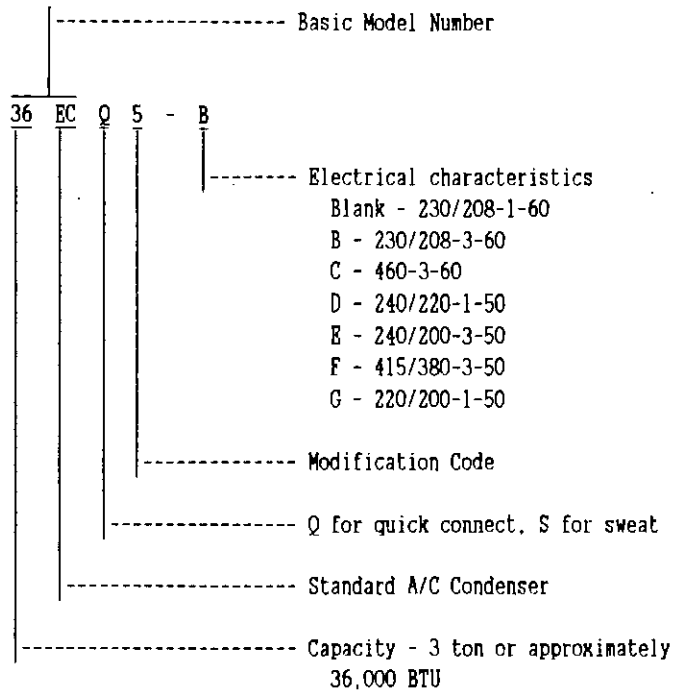 Basic Model Number
36 EC Q 5 - B
Electrical characteristics
Blank - 230/208-1-60
B - 230/208-3-60
C - 460-3-60
D - 240/220-1-50
E - 240/200-3-50
F - 415/380-3-50
G - 220/200-1-50
Modification Code
Q for quick connect, S for sweat
Standard A/C Condenser
Capacity - 3 ton or approximately
36,000 BTU